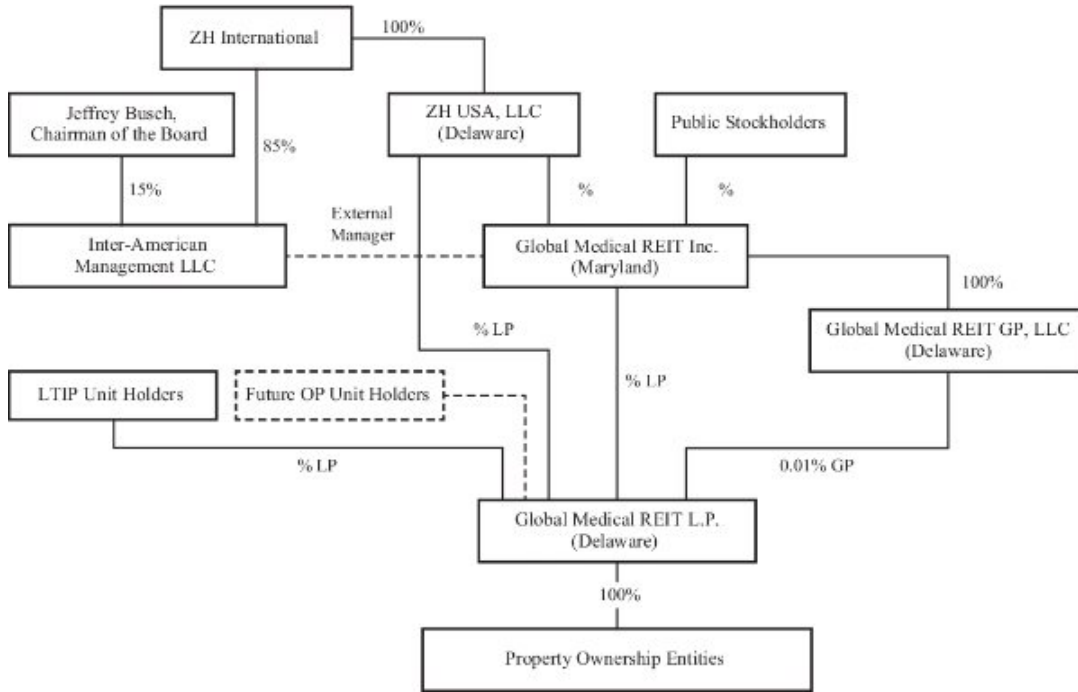 ZH International
100%
Jeffrey Busch,
Chairman of the Board
ZH USA, LLC
(Delaware)
Public Stockholders
85%
15%
%
%
External
Manager
Inter-American
Management LLC
Global Medical REIT Inc.
(Maryland)
100%
Global Medical REIT GP, LLC
(Delaware)
% LP
% LP
LTIP Unit Holders
Future OP Unit Holders
% LP
0.01% GP
Global Medical REIT L.P.
(Delaware)
100%
Property Ownership Entities